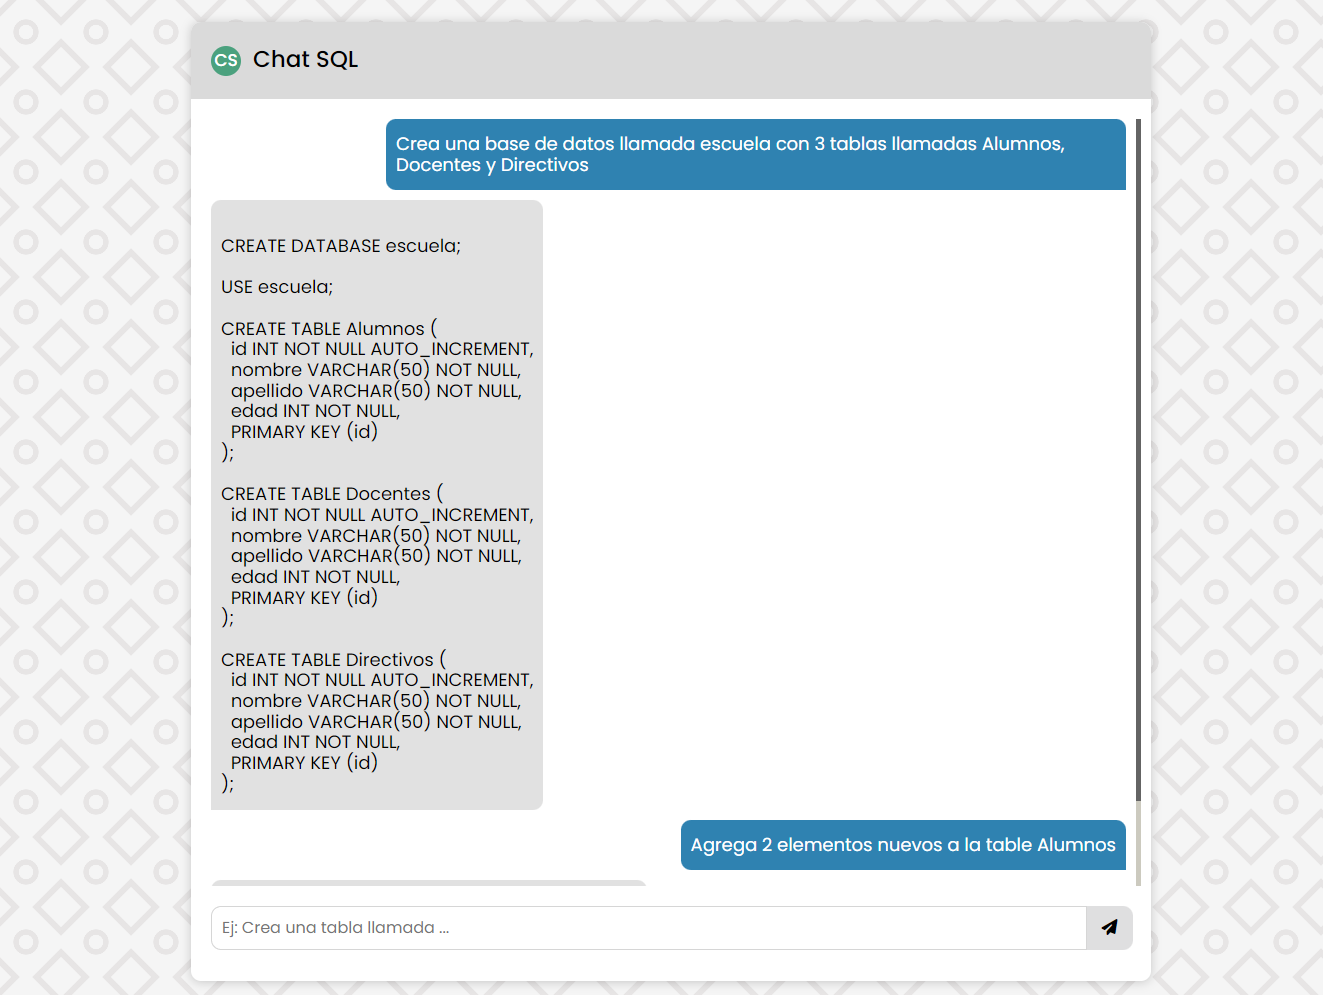 CS Chat SQL
Crea una base de datos llamada escuela con 3 tablas llamadas Alumnos,
Docentes y Directivos
CREATE DATABASE escuela;
USE escuela;
CREATE TABLE Alumnos (
id INT NOT NULL AUTO_INCREMENT,
nombre VARCHAR(50) NOT NULL,
apellido VARCHAR(50) NOT NULL,
edad INT NOT NULL,
PRIMARY KEY (id)
);
CREATE TABLE Docentes (
id INT NOT NULL AUTO_INCREMENT,
nombre VARCHAR(50) NOT NULL,
apellido VARCHAR(50) NOT NULL,
edad INT NOT NULL,
PRIMARY KEY (id)
);
CREATE TABLE Directivos (
id INT NOT NULL AUTO_INCREMENT,
nombre VARCHAR(50) NOT NULL,
apellido VARCHAR(50) NOT NULL,
edad INT NOT NULL,
PRIMARY KEY (id)
);
Agrega 2 elementos nuevos a la table Alumnos
Ej: Crea una tabla llamada ...